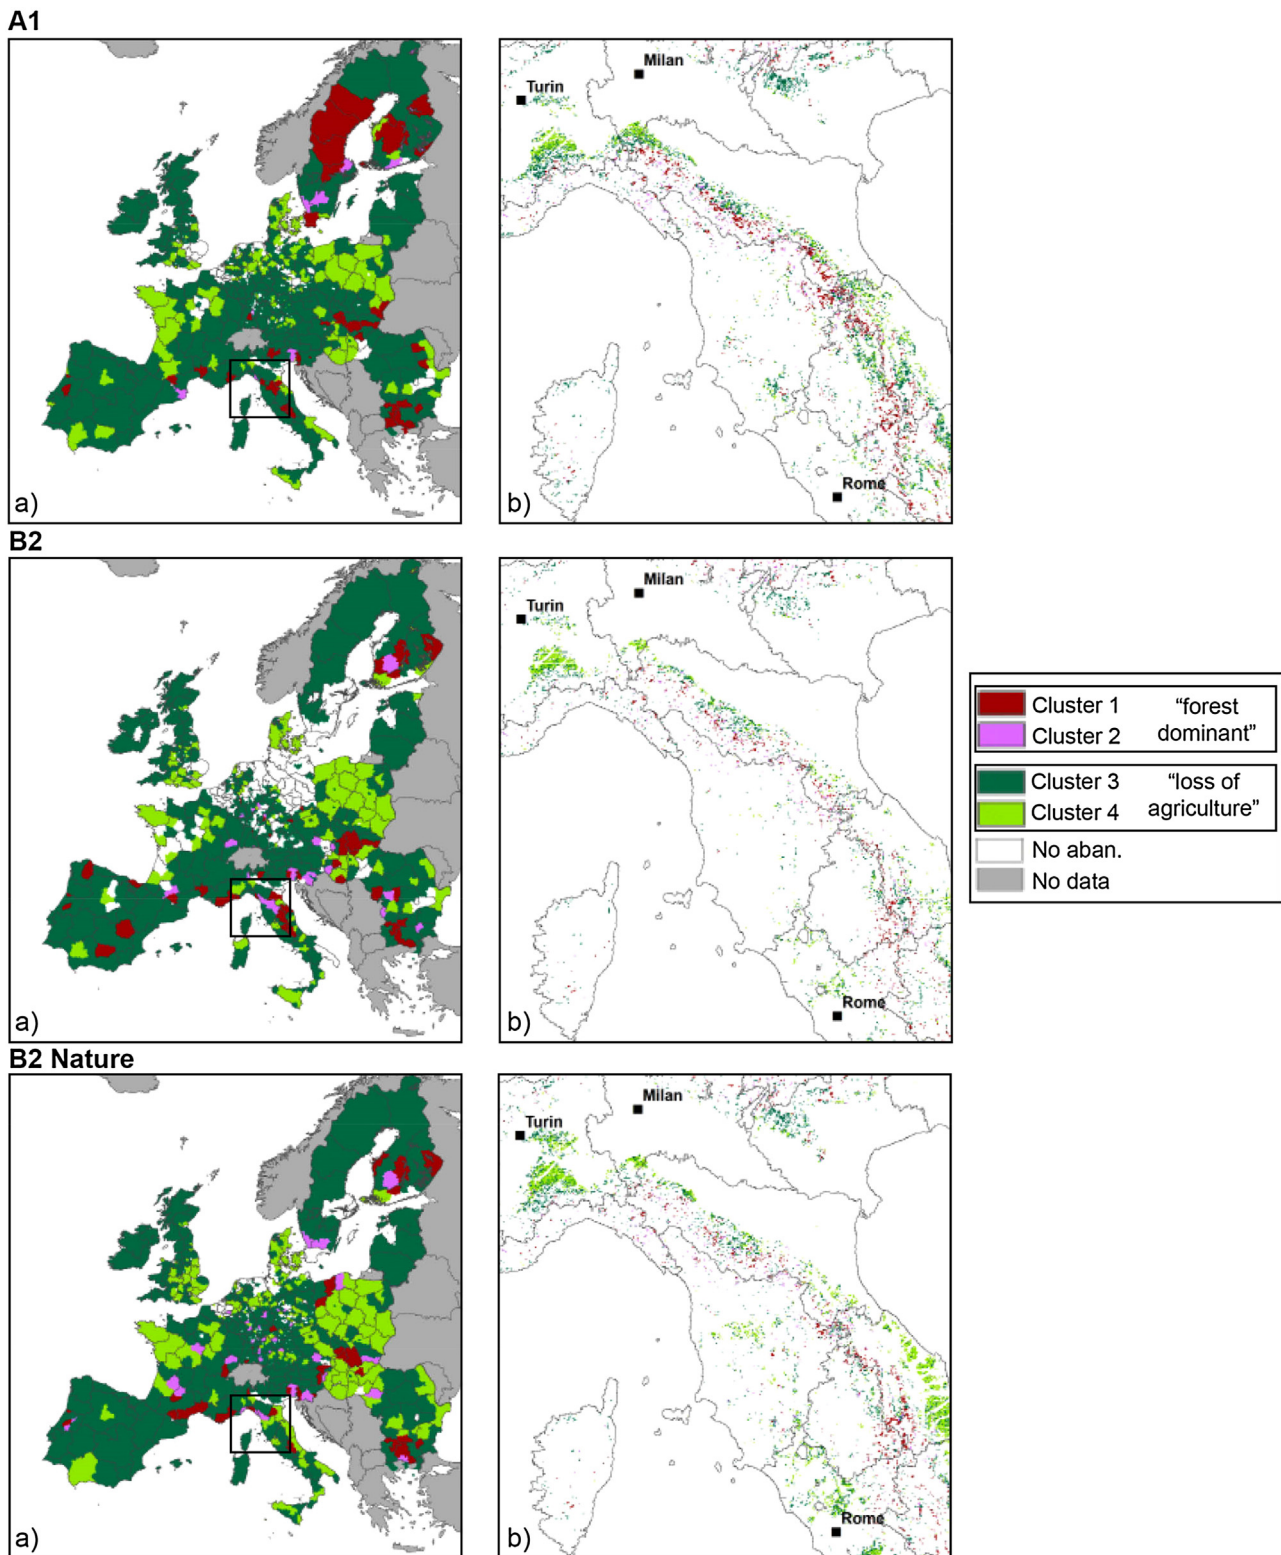 A1
Milan
Turin
Rome
a)
b)
B2
Milan
Turin
Rome
a)
b)
Cluster 1
"forest
dominant"
Cluster 2
Cluster 3
"loss of
agriculture"
Cluster 4
No aban.
No data
B2 Nature
Milan
Turin
Rome
a)
b)